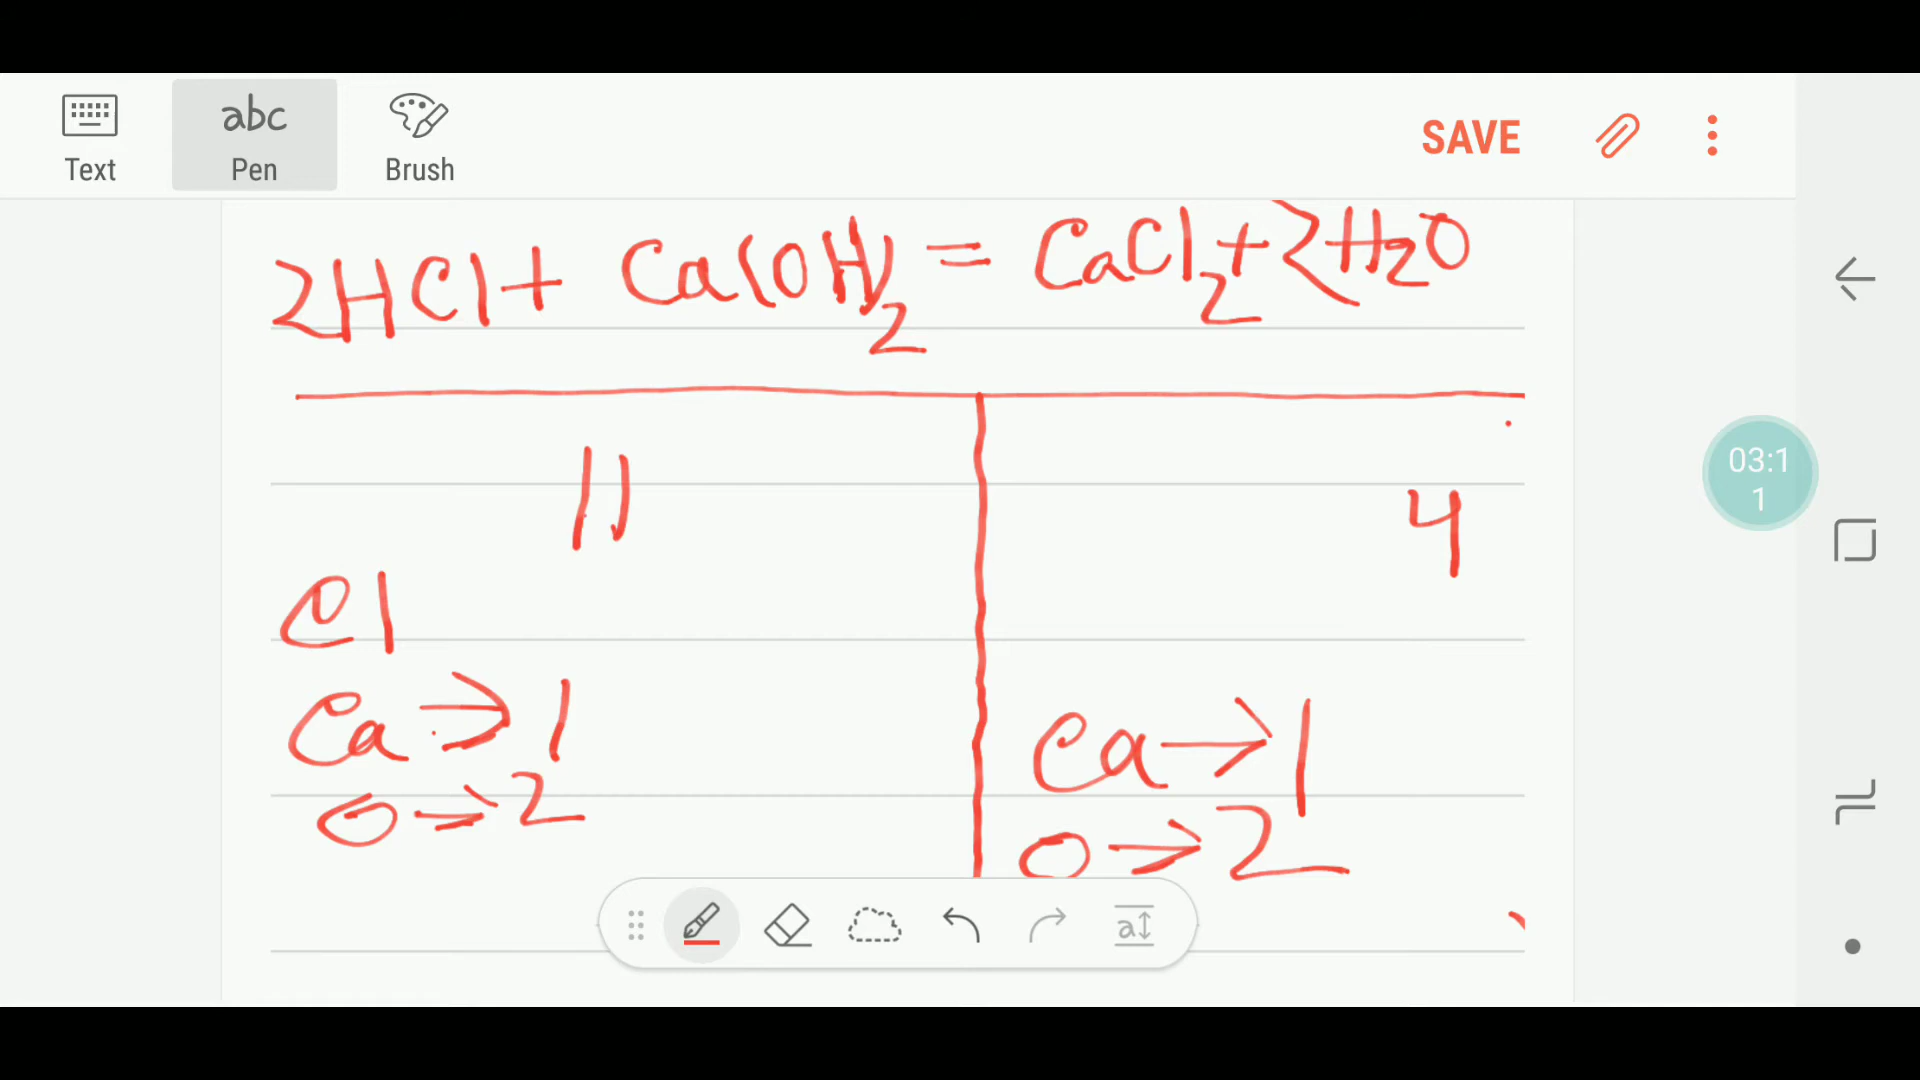 Text
abc
Pen
Brush
SAVE
2HCl + Ca(OH)2 = CaCl2 + 2H2O
11
4
Cl
Ca → 1
Ca → 1
O → 2
O → 2
03:1
1
a